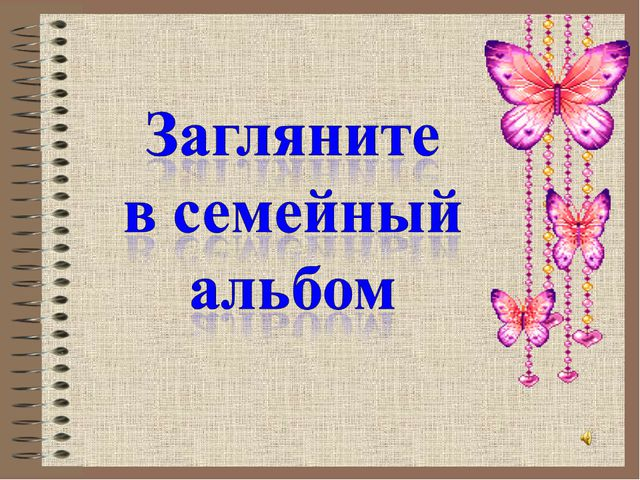 Загляните
в семейный
альбом